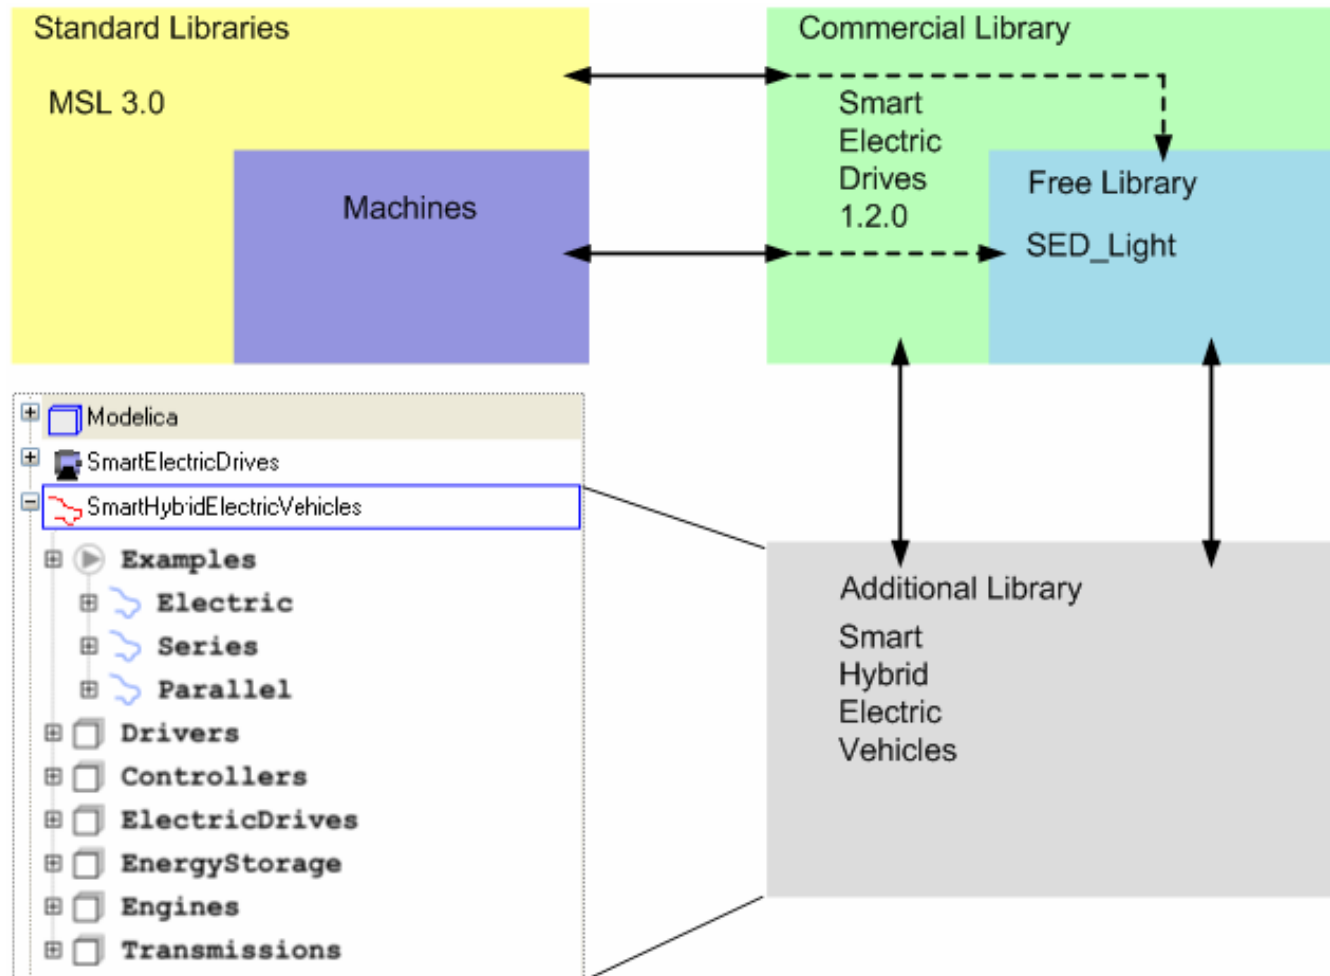 Standard Libraries
MSL 3.0
Machines
Commercial Library
Smart
Electric
Drives
1.2.0
Free Library
SED_Light
Modelica
SmartElectricDrives
SmartHybridElectricVehicles
Examples
Electric
Series
Parallel
Drivers
Controllers
ElectricDrives
EnergyStorage
Engines
Transmissions
Additional Library
Smart
Hybrid
Electric
Vehicles